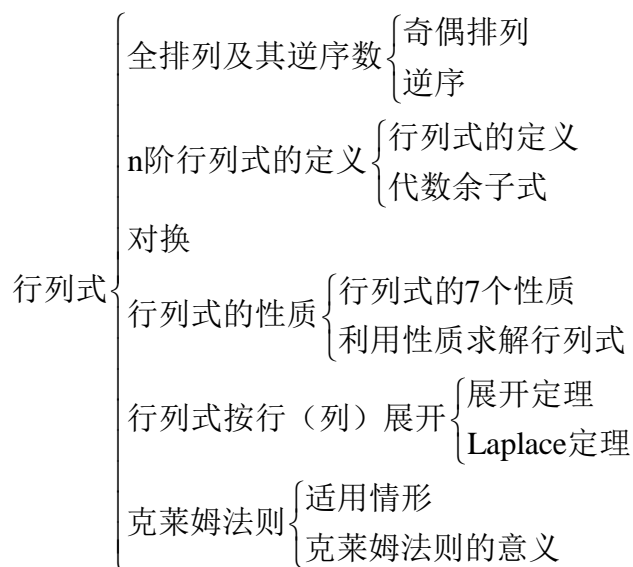 行列式
全排列及其逆序数
奇偶排列
逆序
n阶行列式的定义
行列式的定义
代数余子式
对换
行列式的性质
行列式的7个性质
利用性质求解行列式
行列式按行（列）展开
展开定理
Laplace定理
克莱姆法则
适用情形
克莱姆法则的意义